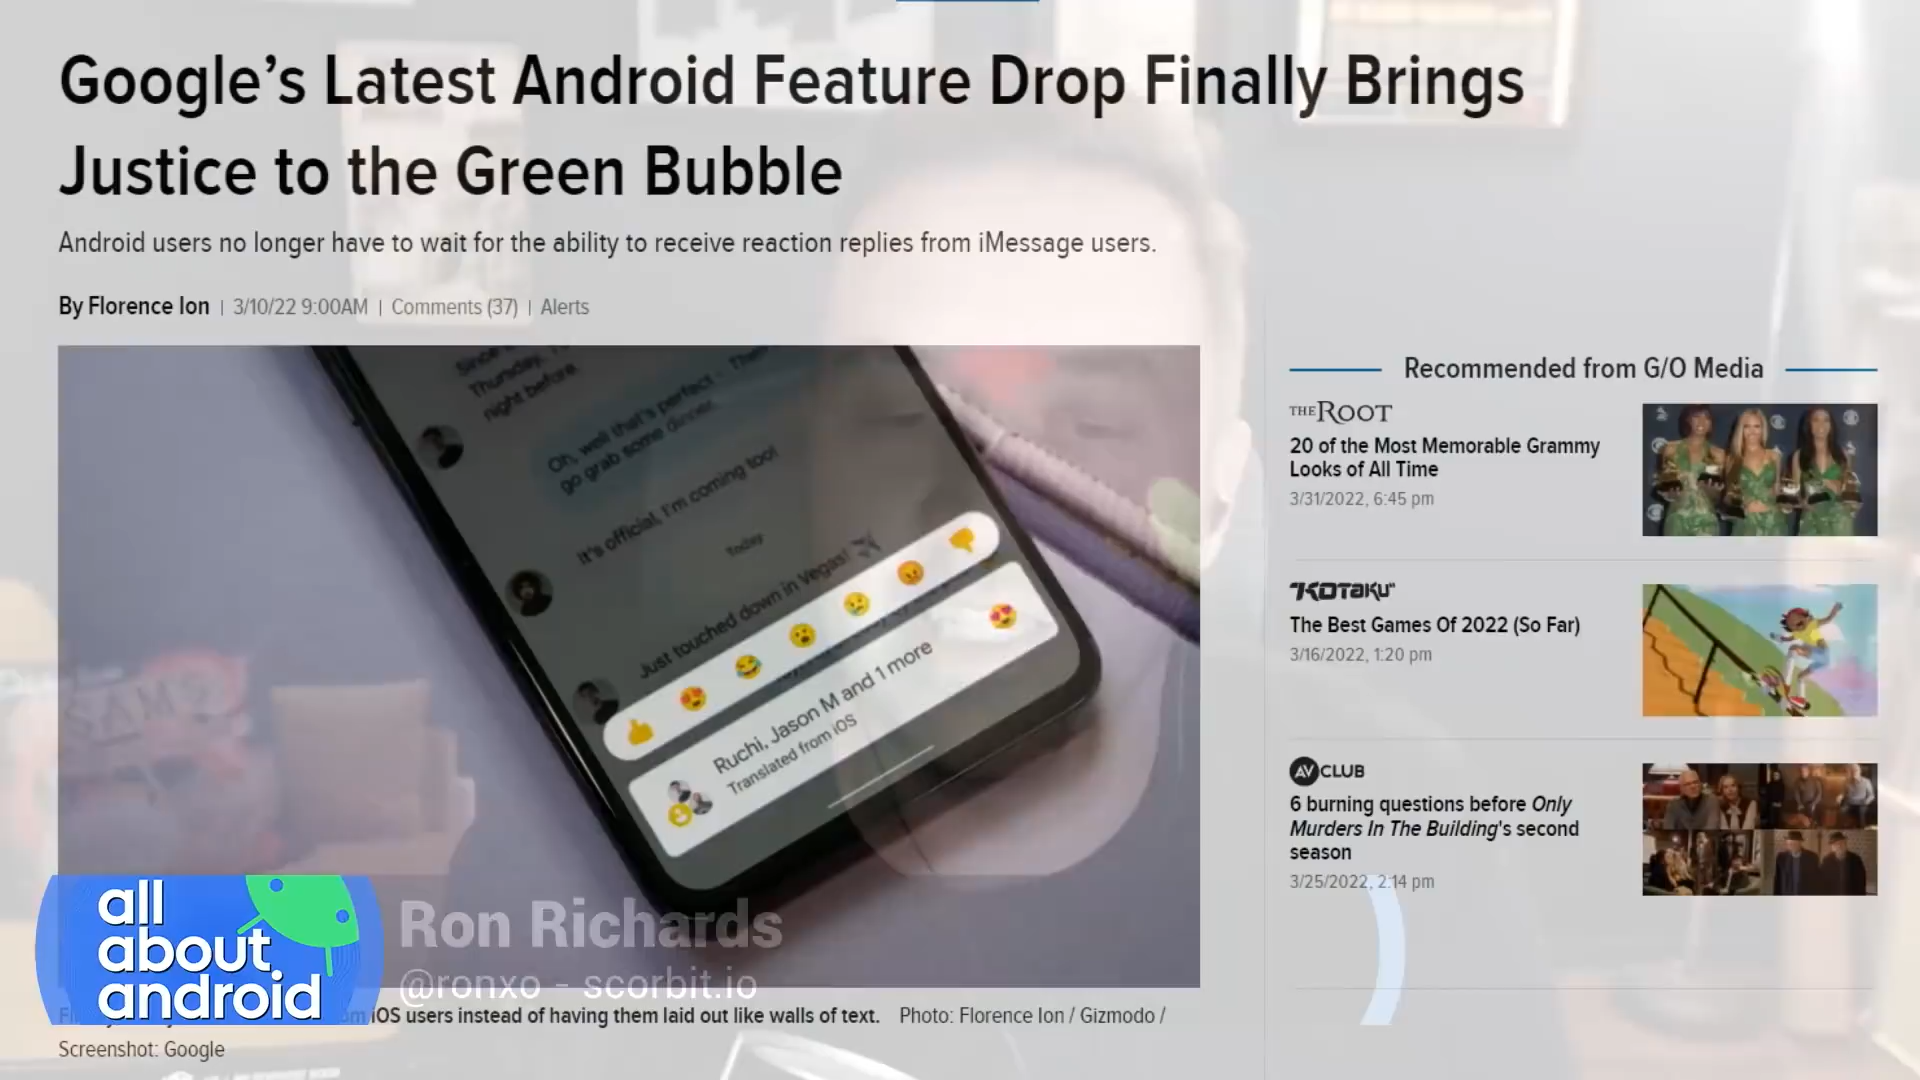 Google’s Latest Android Feature Drop Finally Brings
Justice to the Green Bubble
Android users no longer have to wait for the ability to receive reaction replies from iMessage users.
By Florence Ion | 3/10/22 9:00AM | Comments (37) | Alerts
Thursday.
night before.
Oh, well that's perfect - Then
go grab some dinner.
It's official, I'm coming too!
Today
Just touched down in Vegas!
Ruchi, Jason M and 1 more
Translated from iOS
Recommended from G/O Media
THE ROOT
20 of the Most Memorable Grammy
Looks of All Time
3/31/2022, 6:45 pm
KOTAKU
The Best Games Of 2022 (So Far)
3/16/2022, 1:20 pm
AV CLUB
6 burning questions before Only
Murders In The Building's second
season
3/25/2022, 2:14 pm
all
about
android
Ron Richards
@ronxo - scorbit.io
iOS users instead of having them laid out like walls of text. Photo: Florence Ion / Gizmodo /
Screenshot: Google